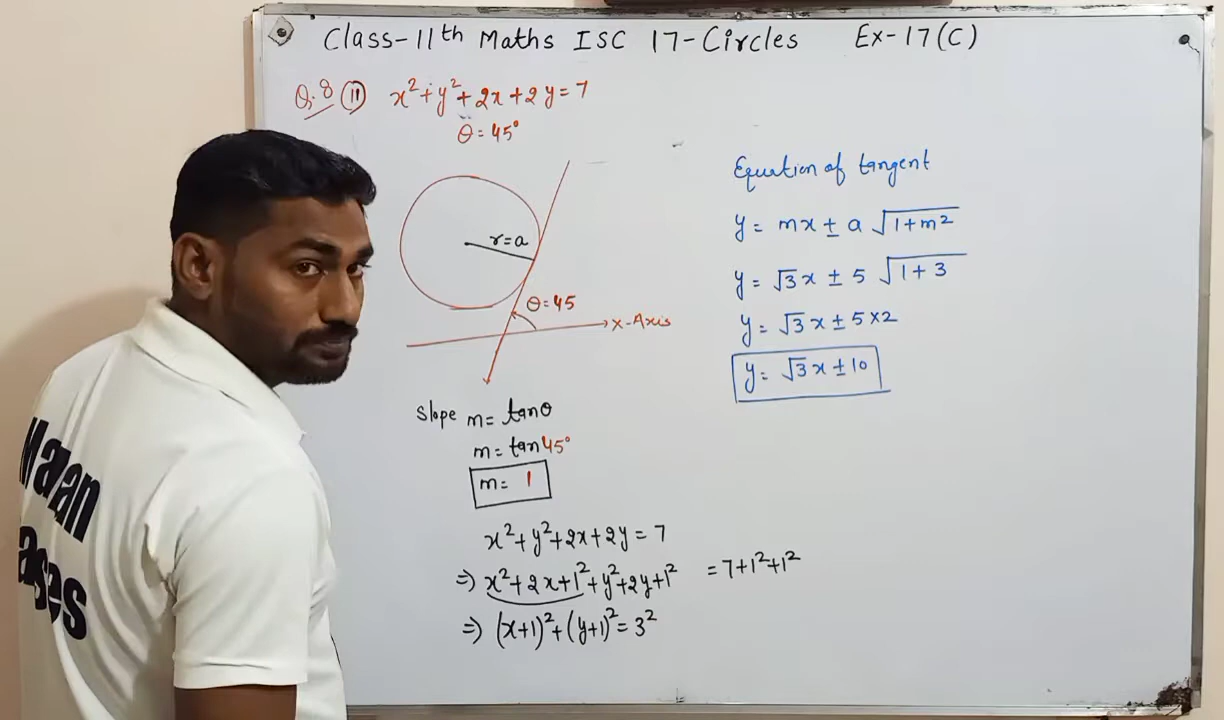 Class-11th Maths ISC 17-Circles Ex-17(C)
Q.8 (11) x²+y²+2x+2y=7
θ=45°
r=a
θ=45
x-Axis
Slope m= tanθ
m= tan45°
m= 1
x²+y²+2x+2y=7
⇒ x²+2x+1²+y²+2y+1² =7+1²+1²
⇒ (x+1)²+(y+1)²=3²
Equation of tangent
y= mx ± a √1+m²
y= √3x ± 5 √1+3
y= √3x ± 5×2
y= √3x ± 10